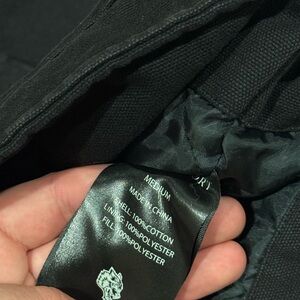 MEDIUM
MADE IN CHINA
SHELL:100%COTTON
LINING:100%POLYESTER
FILL:100%POLYESTER